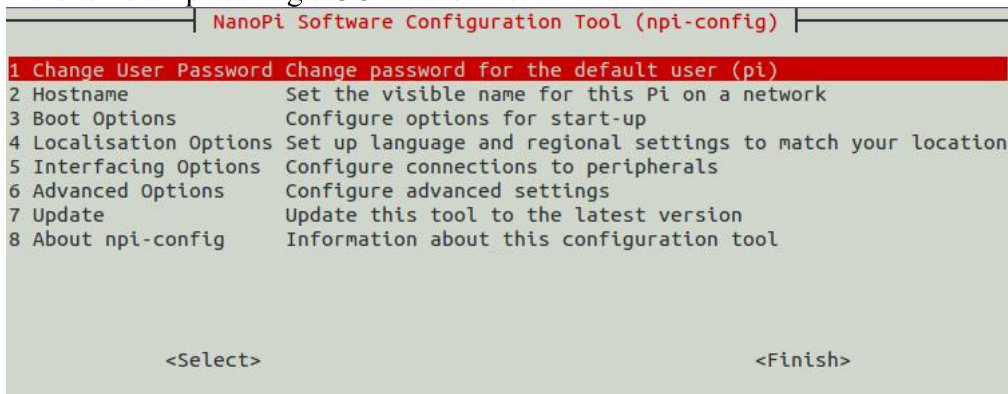 NanoPi Software Configuration Tool (npi-config)
1 Change User Password Change password for the default user (pi)
2 Hostname Set the visible name for this Pi on a network
3 Boot Options Configure options for start-up
4 Localisation Options Set up language and regional settings to match your location
5 Interfacing Options Configure connections to peripherals
6 Advanced Options Configure advanced settings
7 Update Update this tool to the latest version
8 About npi-config Information about this configuration tool
<Select> <Finish>